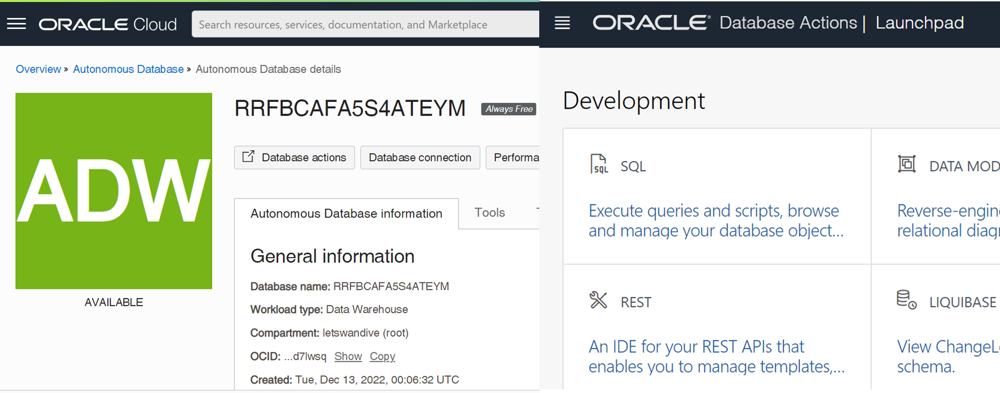 ORACLE Cloud
Search resources, services, documentation, and Marketplace
Overview » Autonomous Database » Autonomous Database details
ADW
AVAILABLE
RRFBCAFA5S4ATEYM
Always Free
Database actions
Database connection
Performa
Autonomous Database information
Tools
General information
Database name: RRFBCAFA5S4ATEYM
Workload type: Data Warehouse
Compartment: letswandive (root)
OCID: ...d7lwsq Show Copy
Created: Tue, Dec 13, 2022, 00:06:32 UTC
ORACLE® Database Actions | Launchpad
Development
SQL
SQL
Execute queries and scripts, browse
and manage your database object...
DATA MOD
Reverse-engine
relational diagr
REST
An IDE for your REST APIs that
enables you to manage templates,...
LIQUIBASE
View ChangeLo
schema.